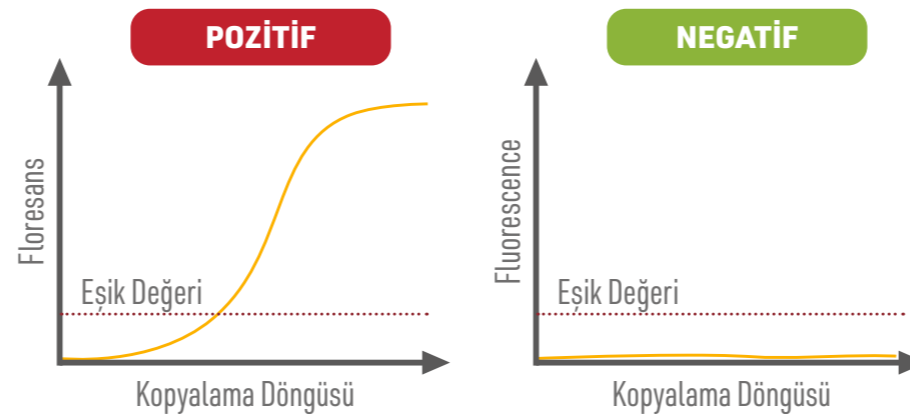 POZİTİF
Floresans
Eşik Değeri
Kopyalama Döngüsü
NEGATİF
Fluorescence
Eşik Değeri
Kopyalama Döngüsü